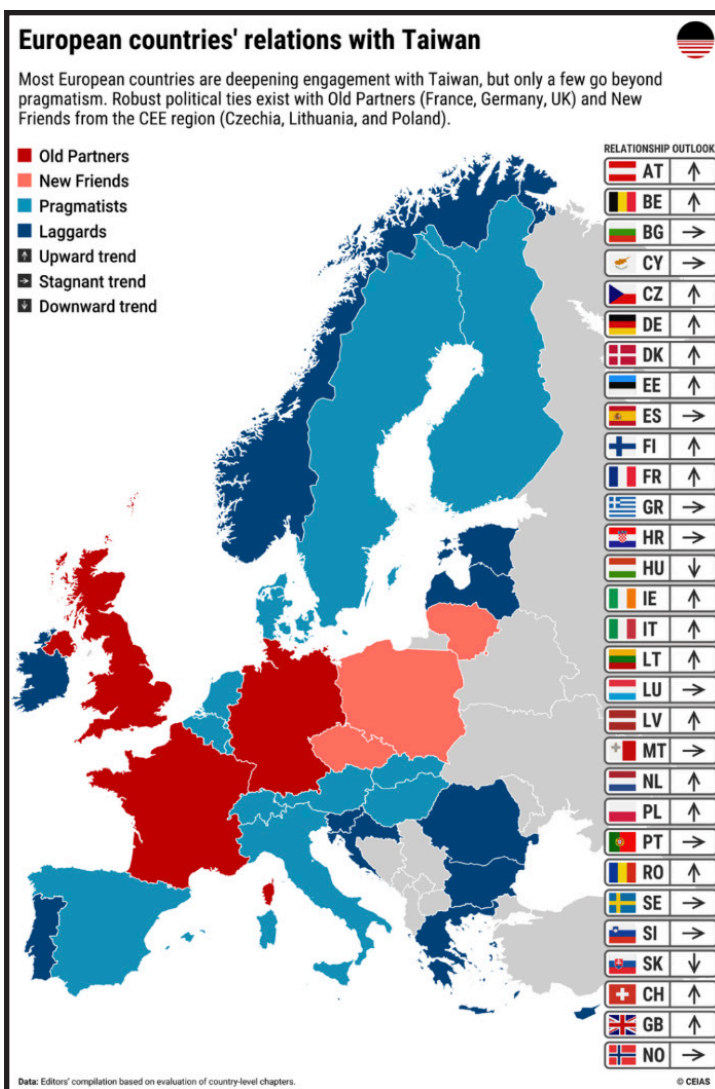 European countries' relations with Taiwan
Most European countries are deepening engagement with Taiwan, but only a few go beyond
pragmatism. Robust political ties exist with Old Partners (France, Germany, UK) and New
Friends from the CEE region (Czechia, Lithuania, and Poland).
Old Partners
New Friends
Pragmatists
Laggards
Upward trend
Stagnant trend
Downward trend
RELATIONSHIP OUTLOOK
AT ↑
BE ↑
BG →
CY →
CZ ↑
DE ↑
DK ↑
EE ↑
ES →
FI ↑
FR ↑
GR →
HR →
HU ↓
IE ↑
IT ↑
LT ↑
LU →
LV ↑
MT →
NL ↑
PL ↑
PT →
RO ↑
SE →
SI →
SK ↓
CH ↑
GB ↑
NO →
Data: Editors' compilation based on evaluation of country-level chapters.
© CEIAS